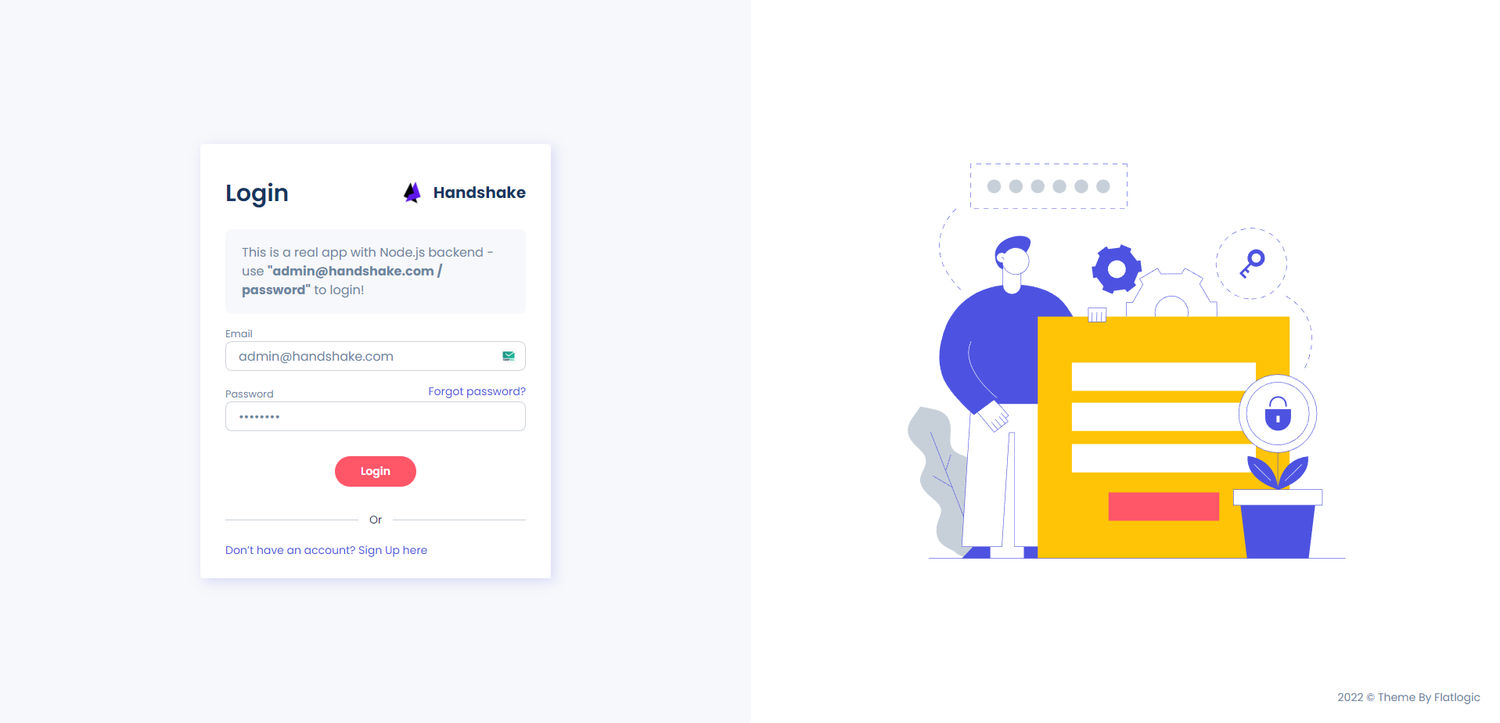 Login
Handshake
This is a real app with Node.js backend -
use "admin@handshake.com /
password" to login!
Email
admin@handshake.com
Password
Forgot password?
••••••••
Login
Or
Don't have an account? Sign Up here
2022 © Theme By Flatlogic